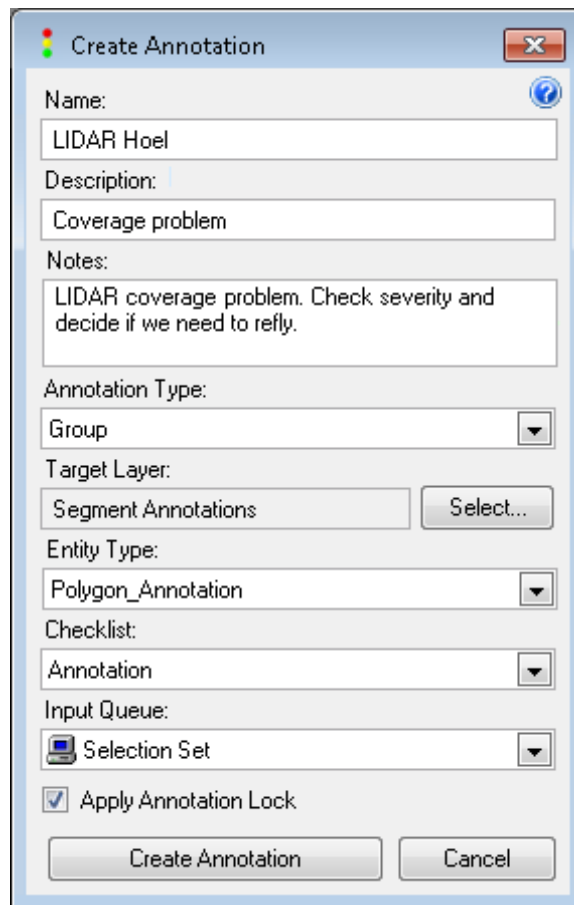 Create Annotation
Name:
LIDAR Hoel
Description:
Coverage problem
Notes:
LIDAR coverage problem. Check severity and
decide if we need to refly.
Annotation Type:
Group
Target Layer:
Segment Annotations
Select...
Entity Type:
Polygon_Annotation
Checklist:
Annotation
Input Queue:
Selection Set
Apply Annotation Lock
Create Annotation
Cancel